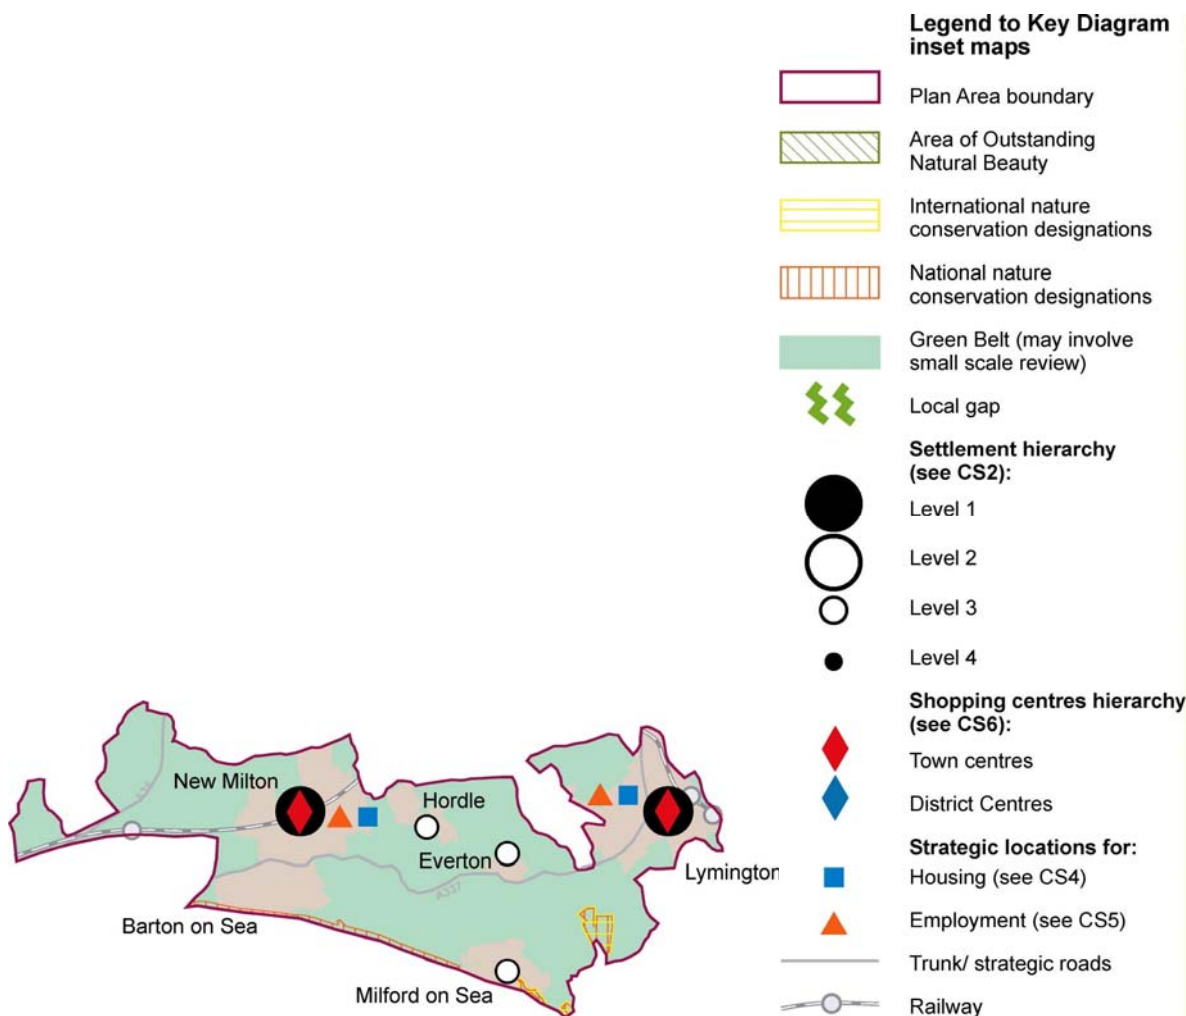 Legend to Key Diagram
inset maps
Plan Area boundary
Area of Outstanding
Natural Beauty
International nature
conservation designations
National nature
conservation designations
Green Belt (may involve
small scale review)
Local gap
Settlement hierarchy
(see CS2):
Level 1
Level 2
Level 3
Level 4
Shopping centres hierarchy
(see CS6):
Town centres
District Centres
Strategic locations for:
Housing (see CS4)
Employment (see CS5)
Trunk/ strategic roads
Railway
New Milton
Hordle
Everton
Lymington
A337
Barton on Sea
Milford on Sea